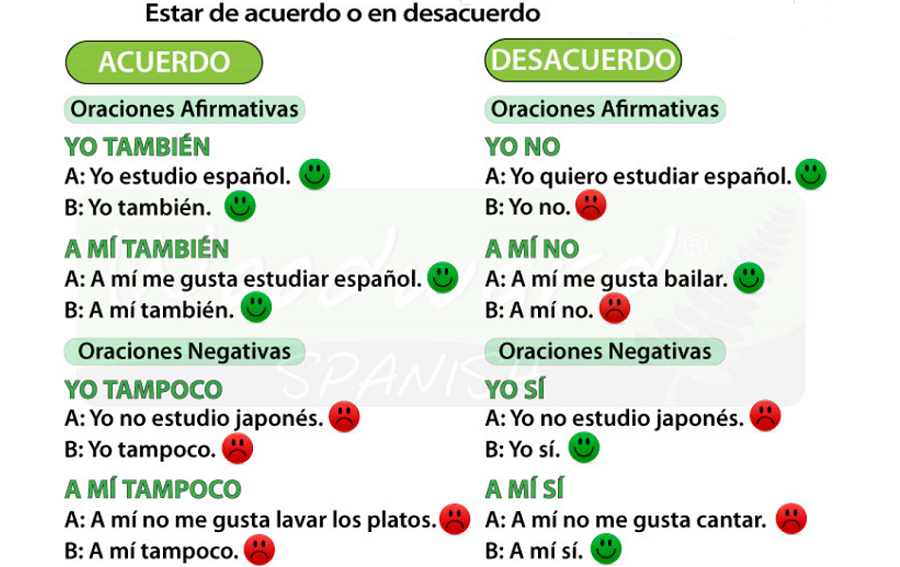 Estar de acuerdo o en desacuerdo
ACUERDO
Oraciones Afirmativas
YO TAMBIÉN
A: Yo estudio español.
B: Yo también.
A MÍ TAMBIÉN
A: A mí me gusta estudiar español.
B: A mí también.
Oraciones Negativas
YO TAMPOCO
A: Yo no estudio japonés.
B: Yo tampoco.
A MÍ TAMPOCO
A: A mí no me gusta lavar los platos.
B: A mí tampoco.
DESACUERDO
Oraciones Afirmativas
YO NO
A: Yo quiero estudiar español.
B: Yo no.
A MÍ NO
A: A mí me gusta bailar.
B: A mí no.
Oraciones Negativas
YO SÍ
A: Yo no estudio japonés.
B: Yo sí.
A MÍ SÍ
A: A mí no me gusta cantar.
B: A mí sí.
Woodward®
SPANISH